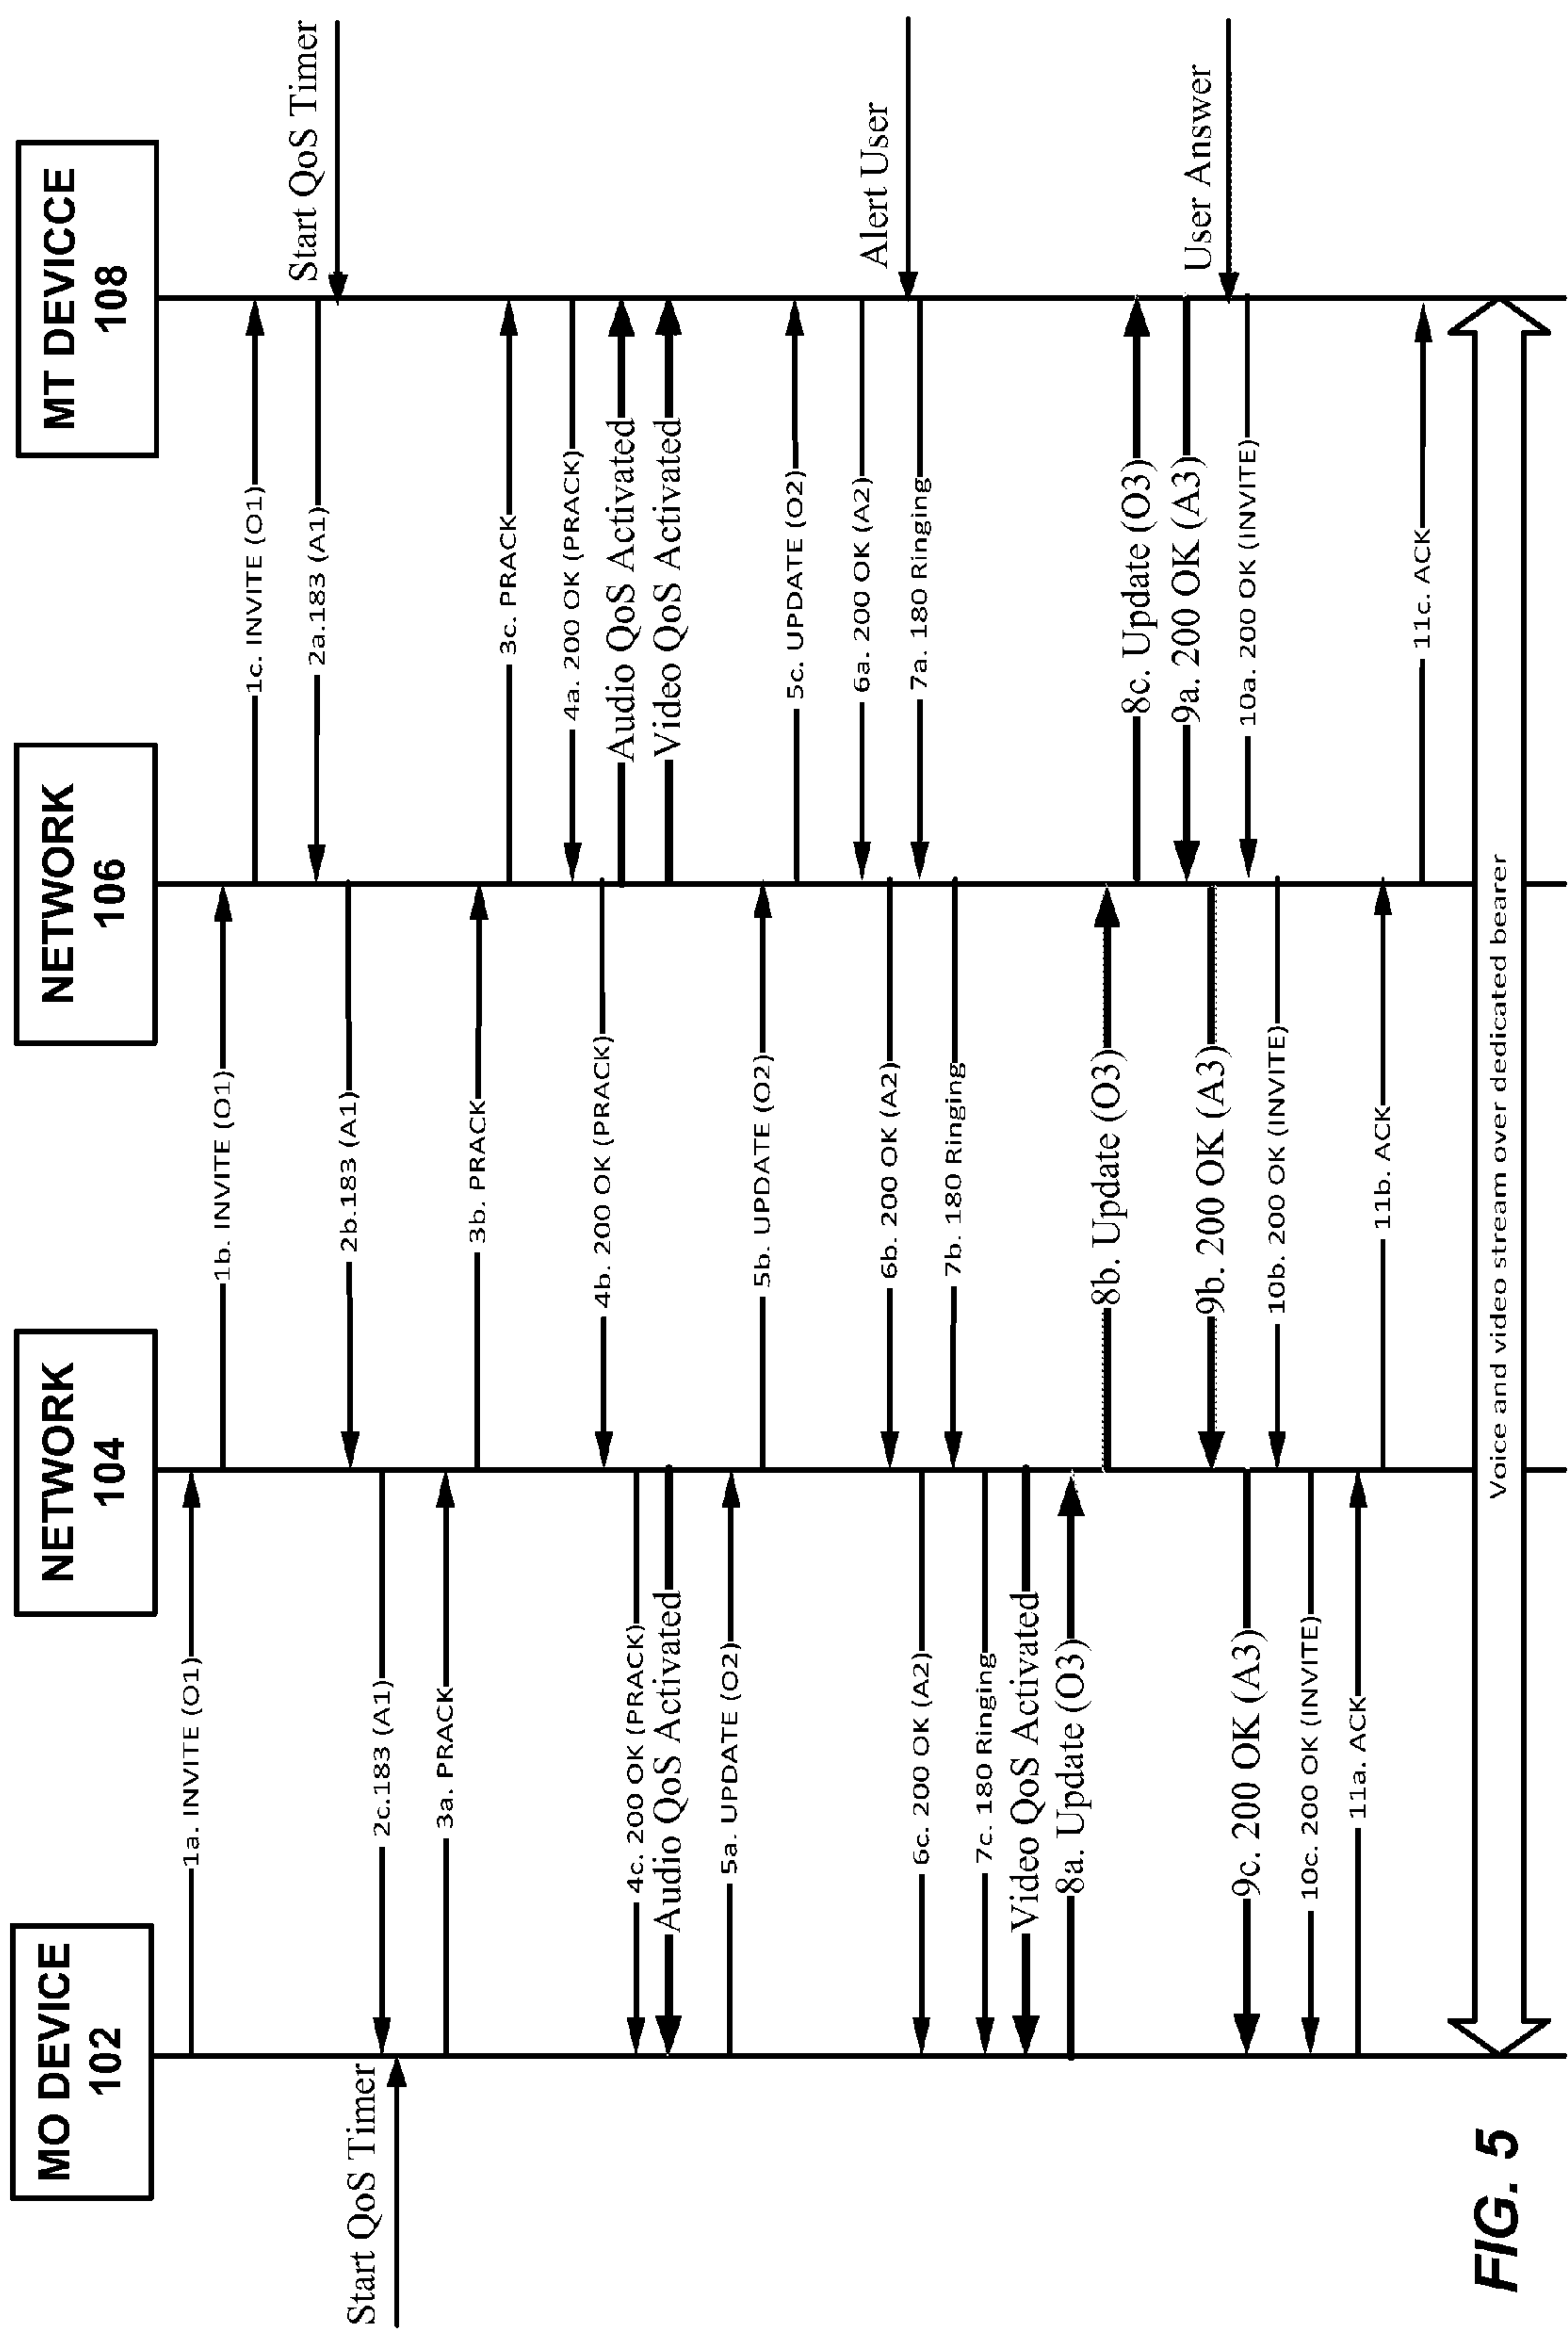 MO DEVICE
102
NETWORK
104
NETWORK
106
MT DEVICCE
108
1a. INVITE (O1)
1b. INVITE (O1)
1c. INVITE (O1)
2a.183 (A1)
Start QoS Timer
2b.183 (A1)
2c.183 (A1)
Start QoS Timer
3a. PRACK
3b. PRACK
3c. PRACK
4a. 200 OK (PRACK)
4b. 200 OK (PRACK)
4c. 200 OK (PRACK)
Audio QoS Activated
Video QoS Activated
Audio QoS Activated
5a. UPDATE (O2)
5b. UPDATE (O2)
5c. UPDATE (O2)
6a. 200 OK (A2)
6b. 200 OK (A2)
6c. 200 OK (A2)
Alert User
7a. 180 Ringing
7b. 180 Ringing
7c. 180 Ringing
Video QoS Activated
8a. Update (O3)
8b. Update (O3)
8c. Update (O3)
9a. 200 OK (A3)
9b. 200 OK (A3)
9c. 200 OK (A3)
User Answer
10a. 200 OK (INVITE)
10b. 200 OK (INVITE)
10c. 200 OK (INVITE)
11a. ACK
11b. ACK
11c. ACK
Voice and video stream over dedicated bearer
FIG. 5